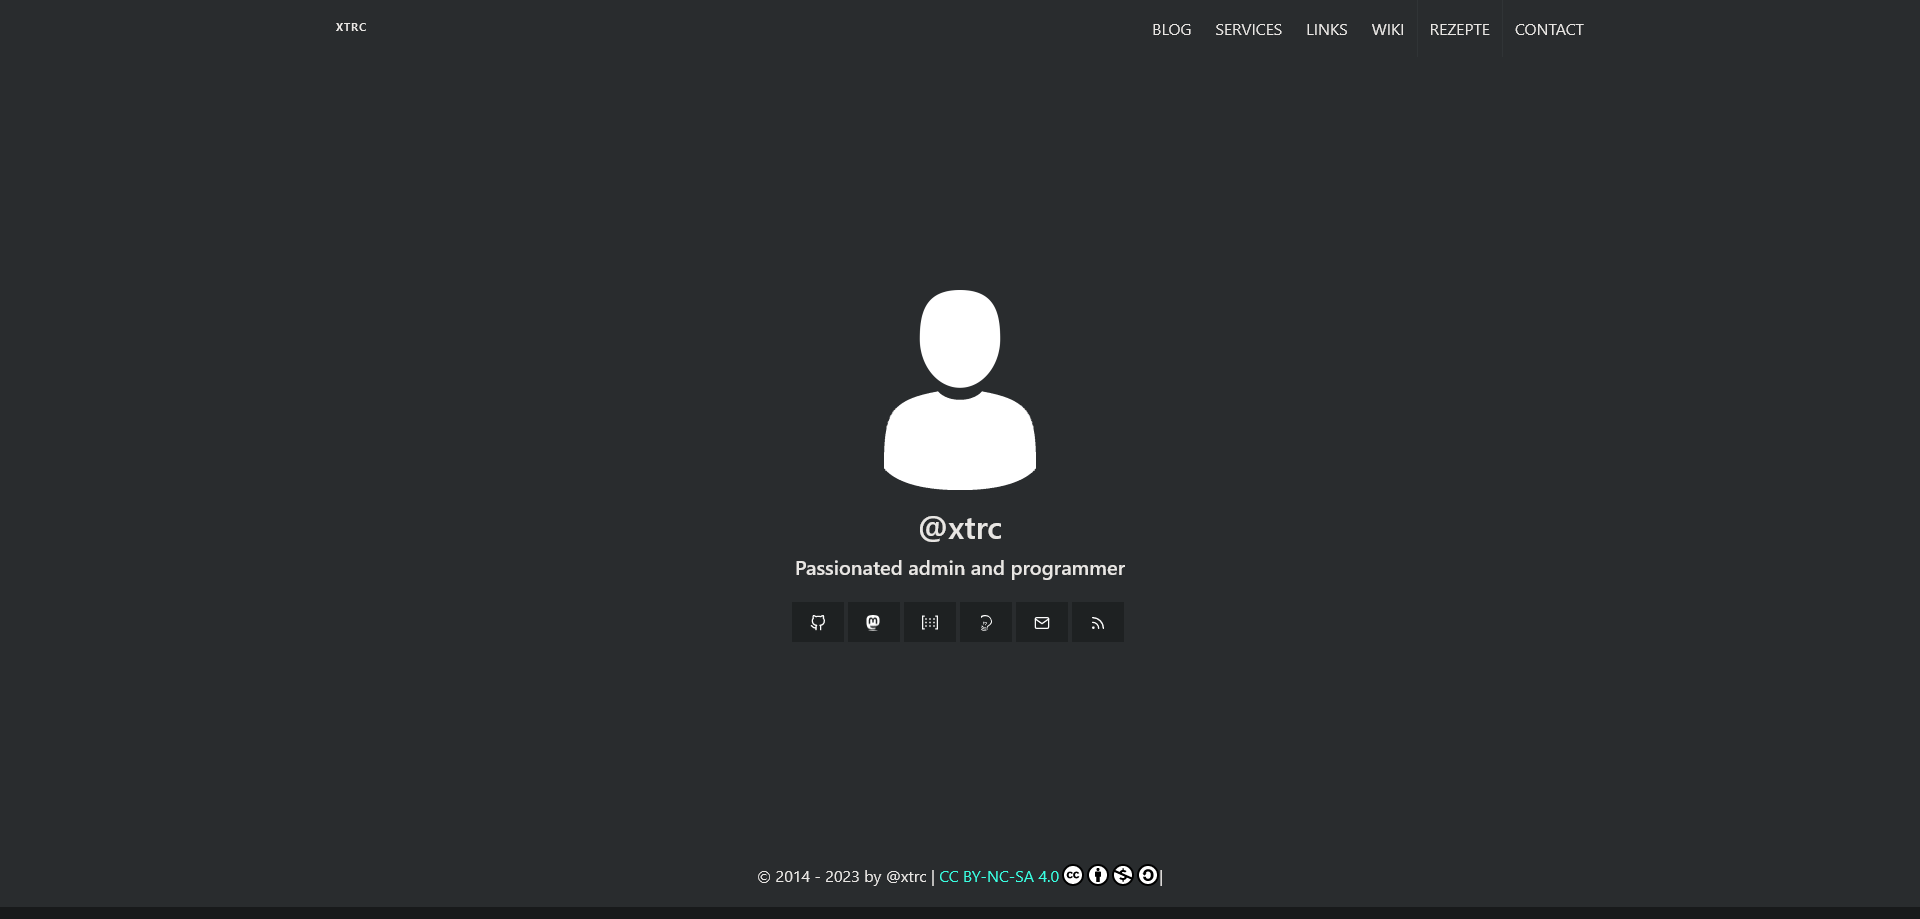 XTRC
BLOG SERVICES LINKS WIKI REZEPTE CONTACT
@xtrc
Passionated admin and programmer
© 2014 - 2023 by @xtrc | CC BY-NC-SA 4.0 |